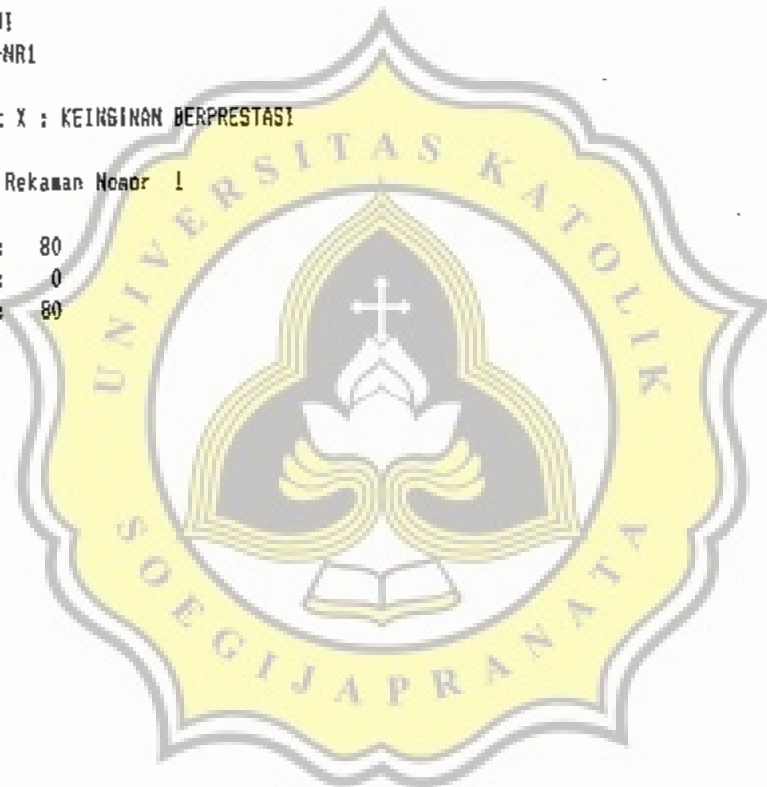 -NR1
: X : KEINGINAN BERPRESTASI
Rekaman Nomor 1
: 80
: 0
: 80
UNIVERSITAS KATOLIK
SOEGIJAPRANATA